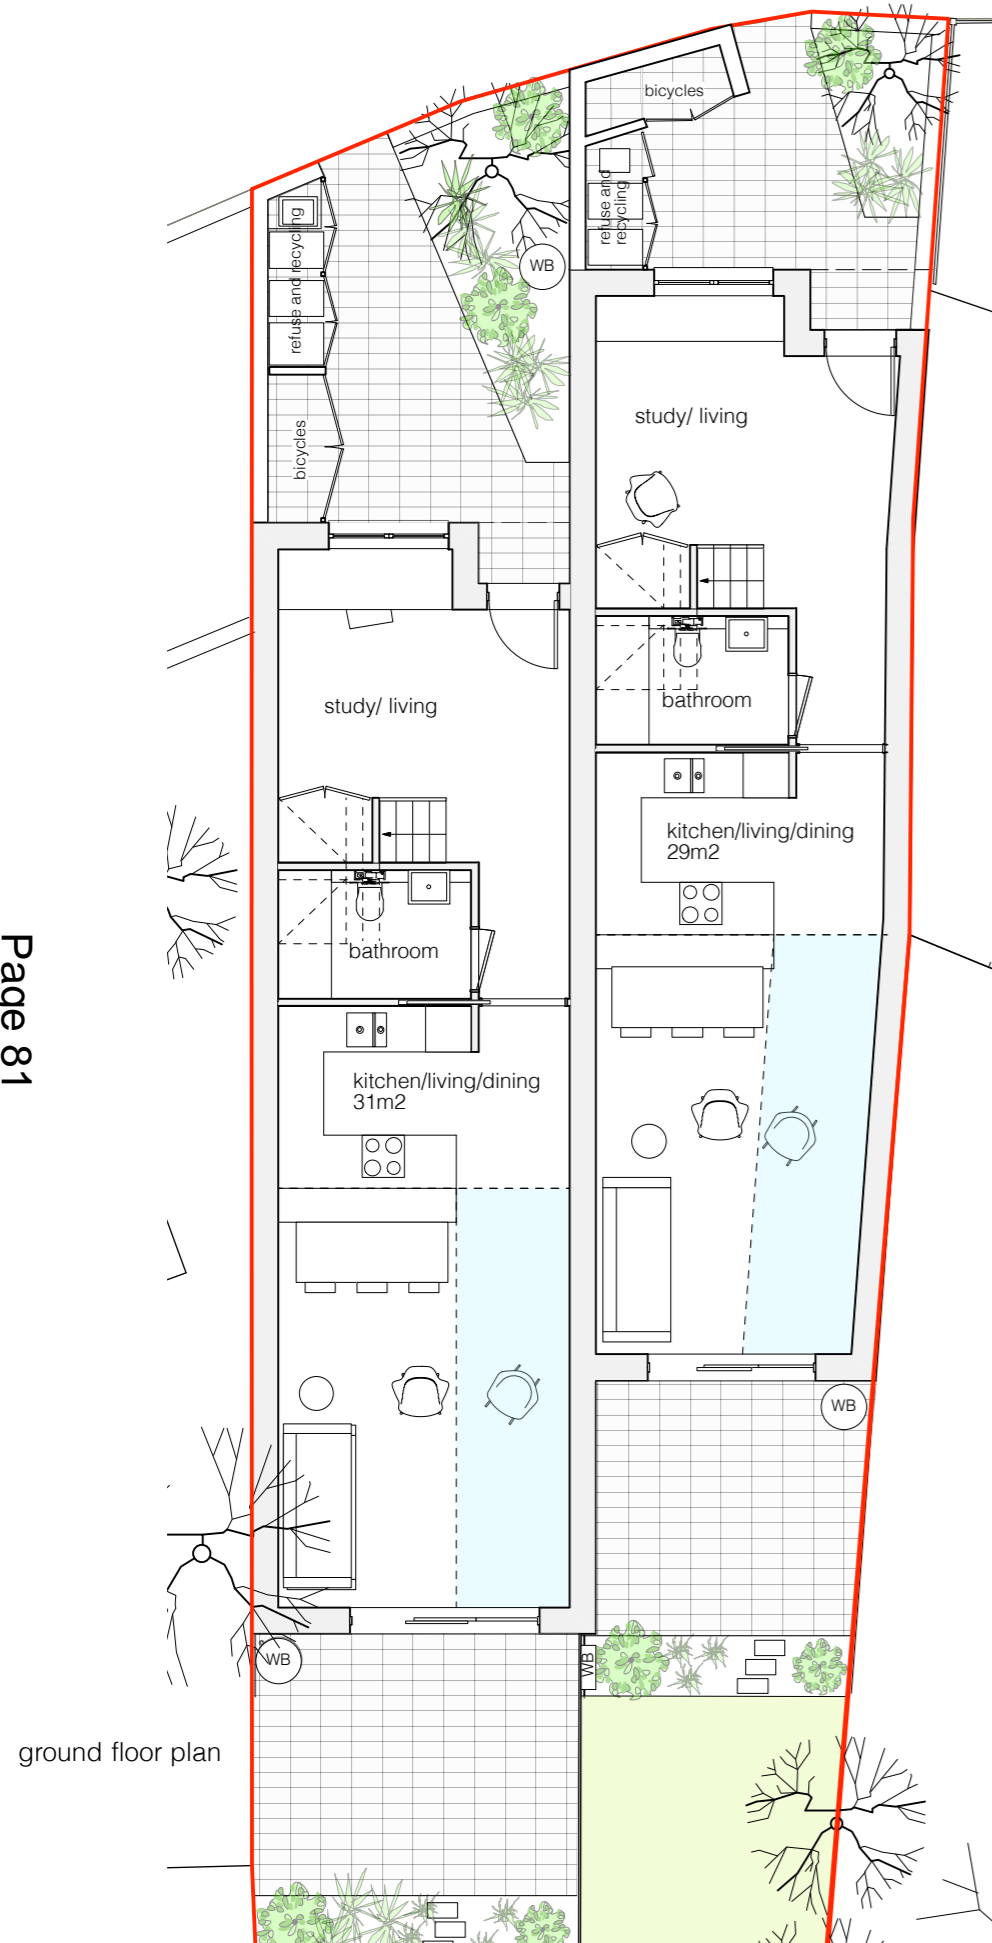 bicycles
refuse and
recycling
WB
refuse and recycling
bicycles
study/ living
study/ living
bathroom
kitchen/living/dining
29m2
bathroom
kitchen/living/dining
31m2
WB
WB
WB
ground floor plan
Page 81